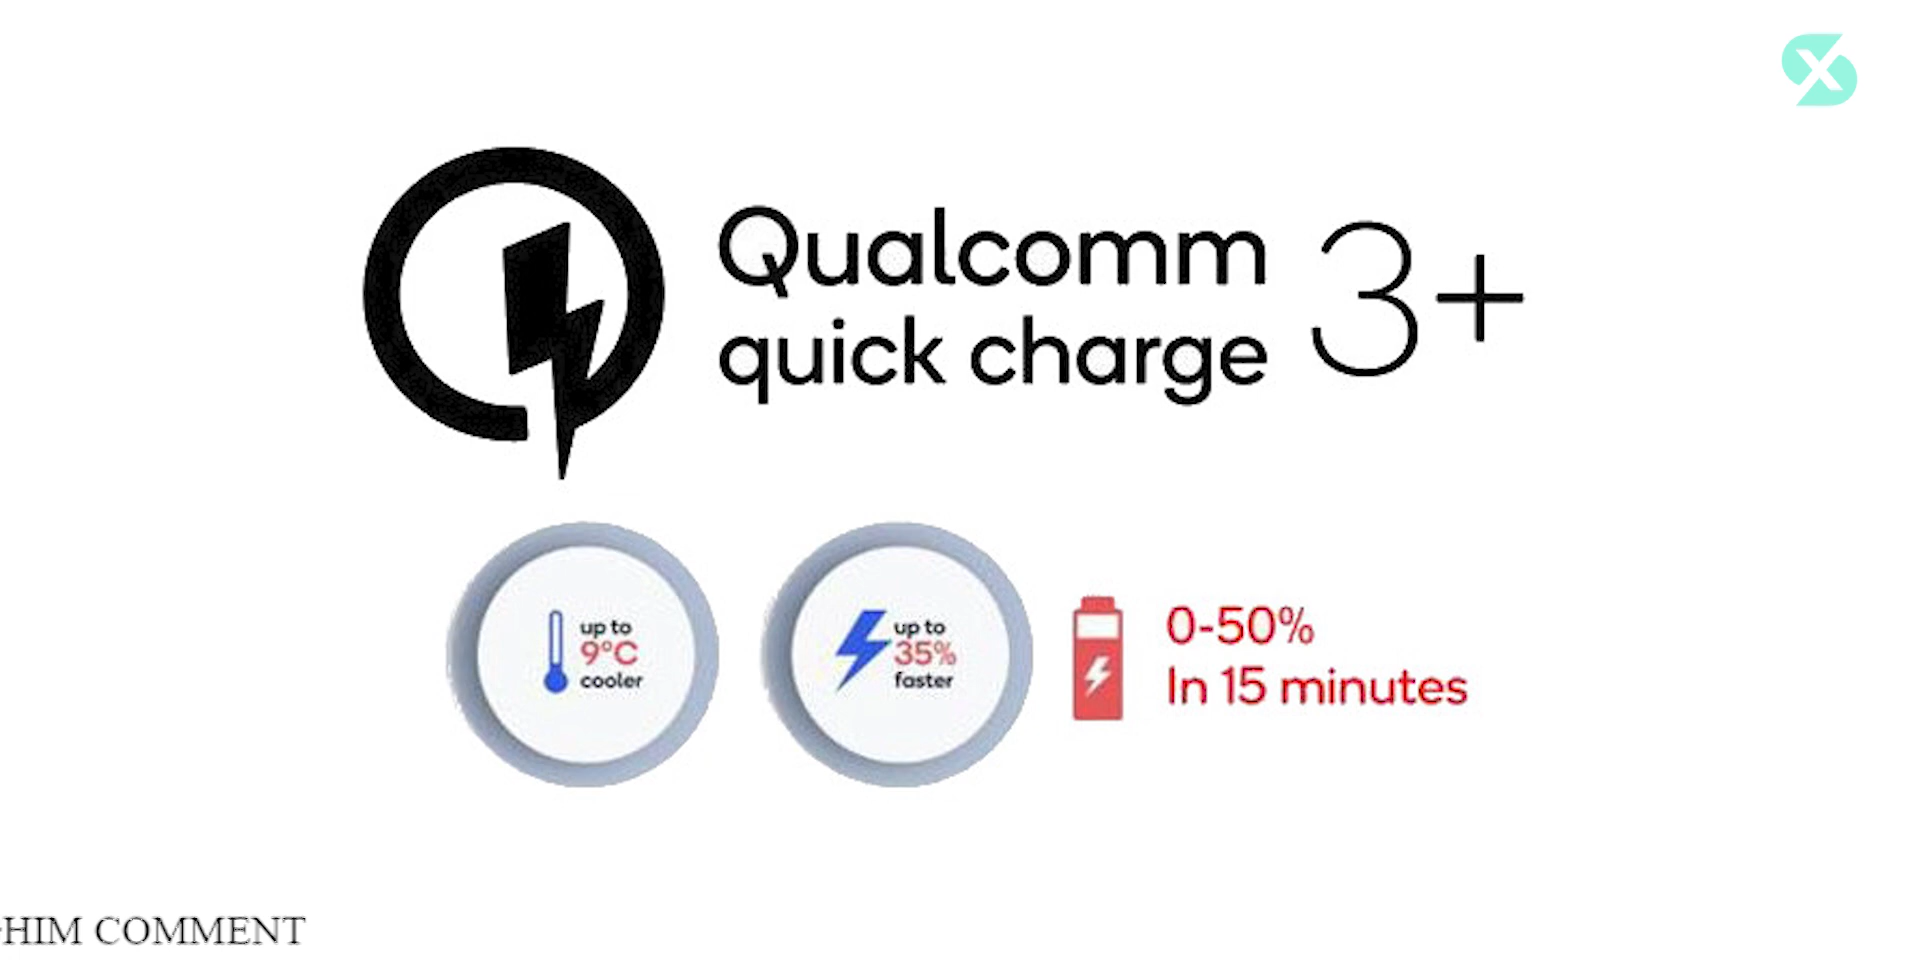 Qualcomm
quick charge
3+
up to
9°C
cooler
up to
35%
faster
0-50%
In 15 minutes
HIM COMMENT